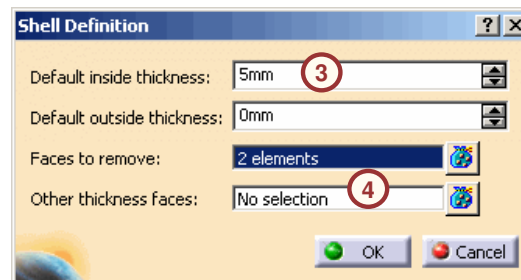 Shell Definition ? X
Default inside thickness: 5mm 3
Default outside thickness: 0mm
Faces to remove: 2 elements
Other thickness faces: No selection 4
OK Cancel